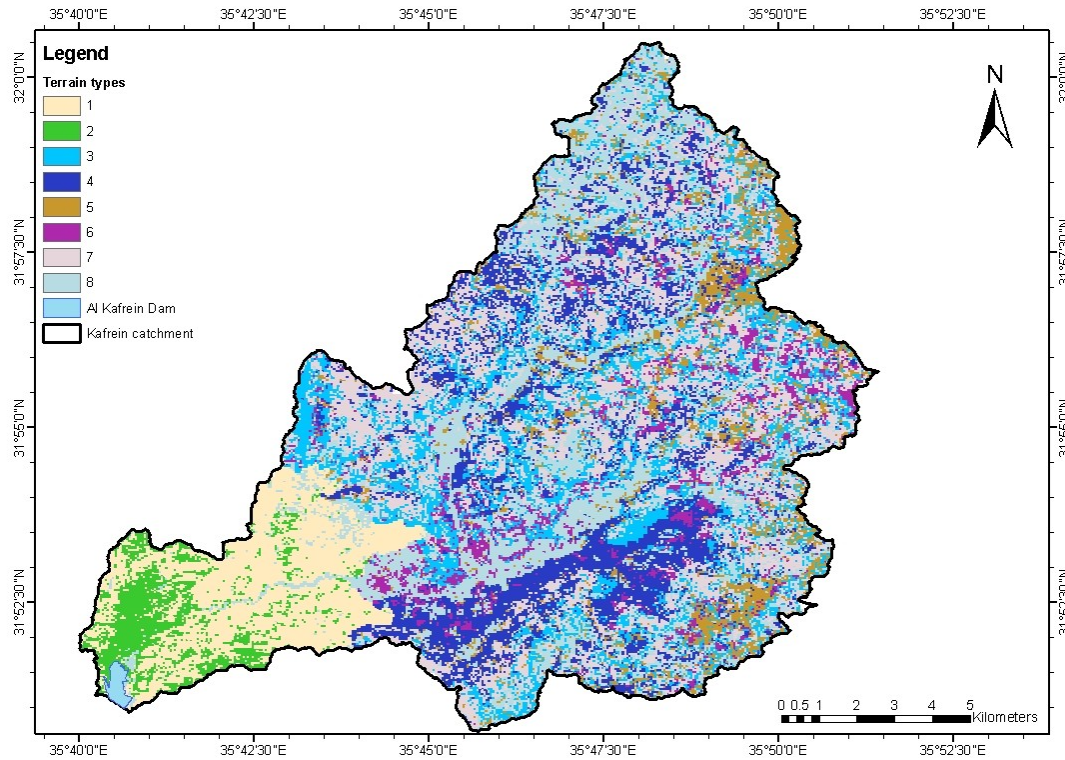 35°40'0"E 35°42'30"E 35°45'0"E 35°47'30"E 35°50'0"E 35°52'30"E
Legend
Terrain types
1
2
3
4
5
6
7
8
Al Kafrein Dam
Kafrein catchment
N
32°0'0"N
31°57'30"N
31°55'0"N
31°52'30"N
32°0'0"N
31°57'30"N
31°55'0"N
31°52'30"N
0 0.5 1 2 3 4 5
Kilometers
35°40'0"E 35°42'30"E 35°45'0"E 35°47'30"E 35°50'0"E 35°52'30"E